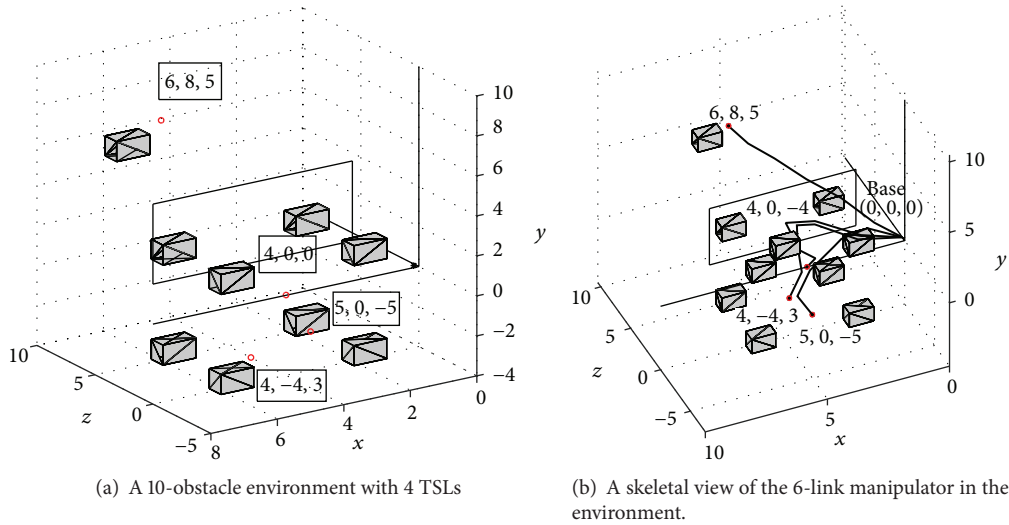 6, 8, 5
4, 0, 0
5, 0, −5
4, −4, 3
10
8
6
4
2
0
−2
−4
y
10
5
0
−5
z
8
6
4
2
0
x
(a) A 10-obstacle environment with 4 TSLs
6, 8, 5
Base
(0, 0, 0)
4, 0, −4
4, −4, 3
5, 0, −5
10
5
0
y
10
5
0
−5
z
10
5
0
x
(b) A skeletal view of the 6-link manipulator in the
environment.